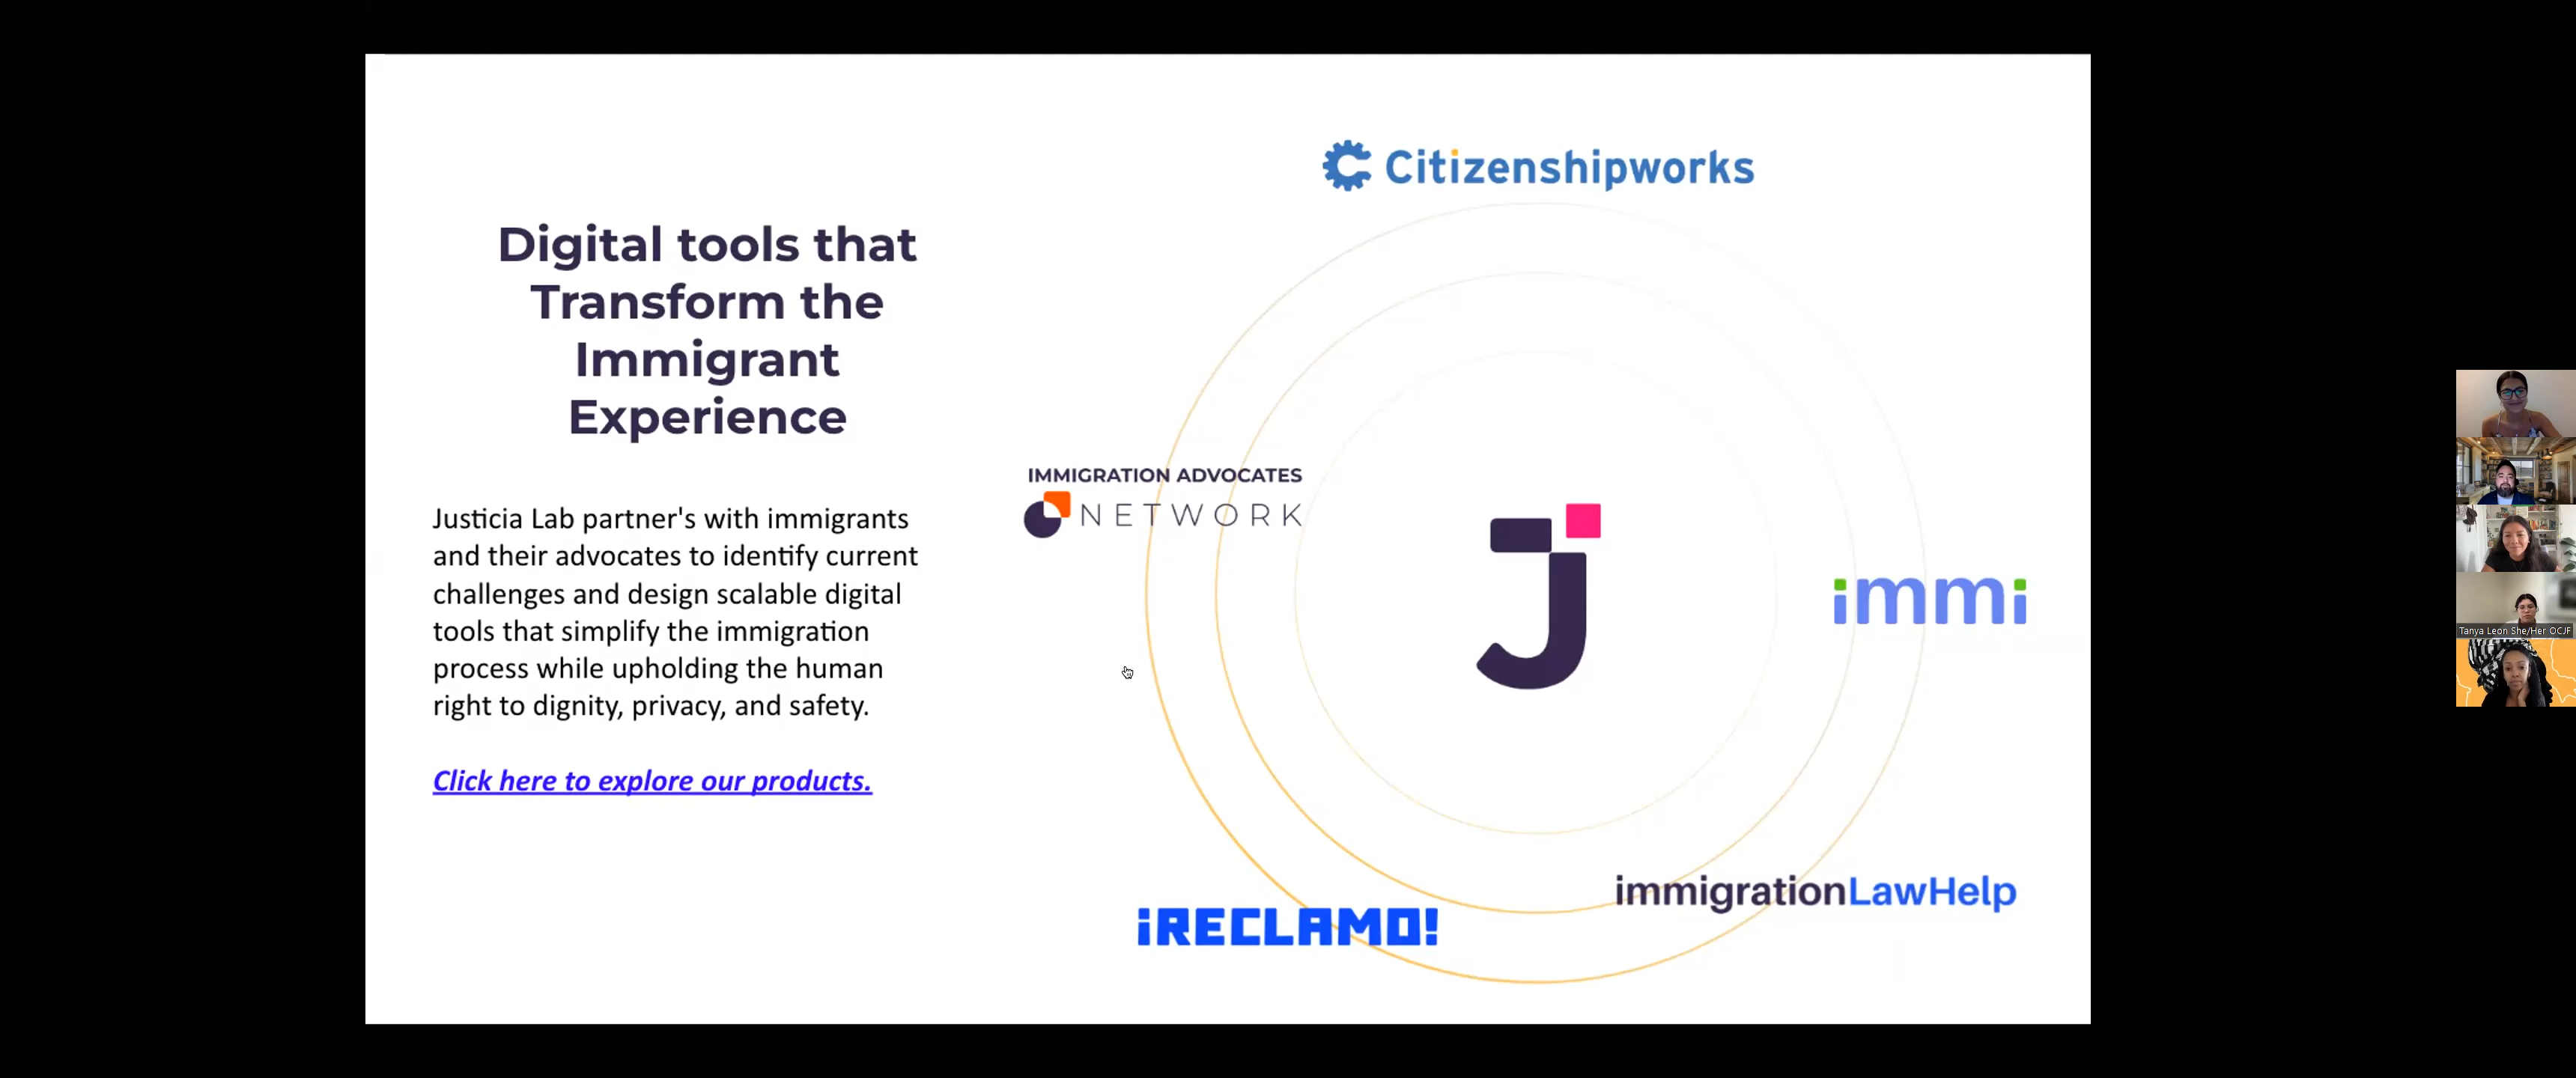 Citizenshipworks
Digital tools that
Transform the
Immigrant
Experience
IMMIGRATION ADVOCATES
NETWORK
Justicia Lab partner's with immigrants
and their advocates to identify current
challenges and design scalable digital
tools that simplify the immigration
process while upholding the human
right to dignity, privacy, and safety.
Click here to explore our products.
J
immi
immigrationLawHelp
¡RECLAMO!
Tanya Leon She/Her OCJF